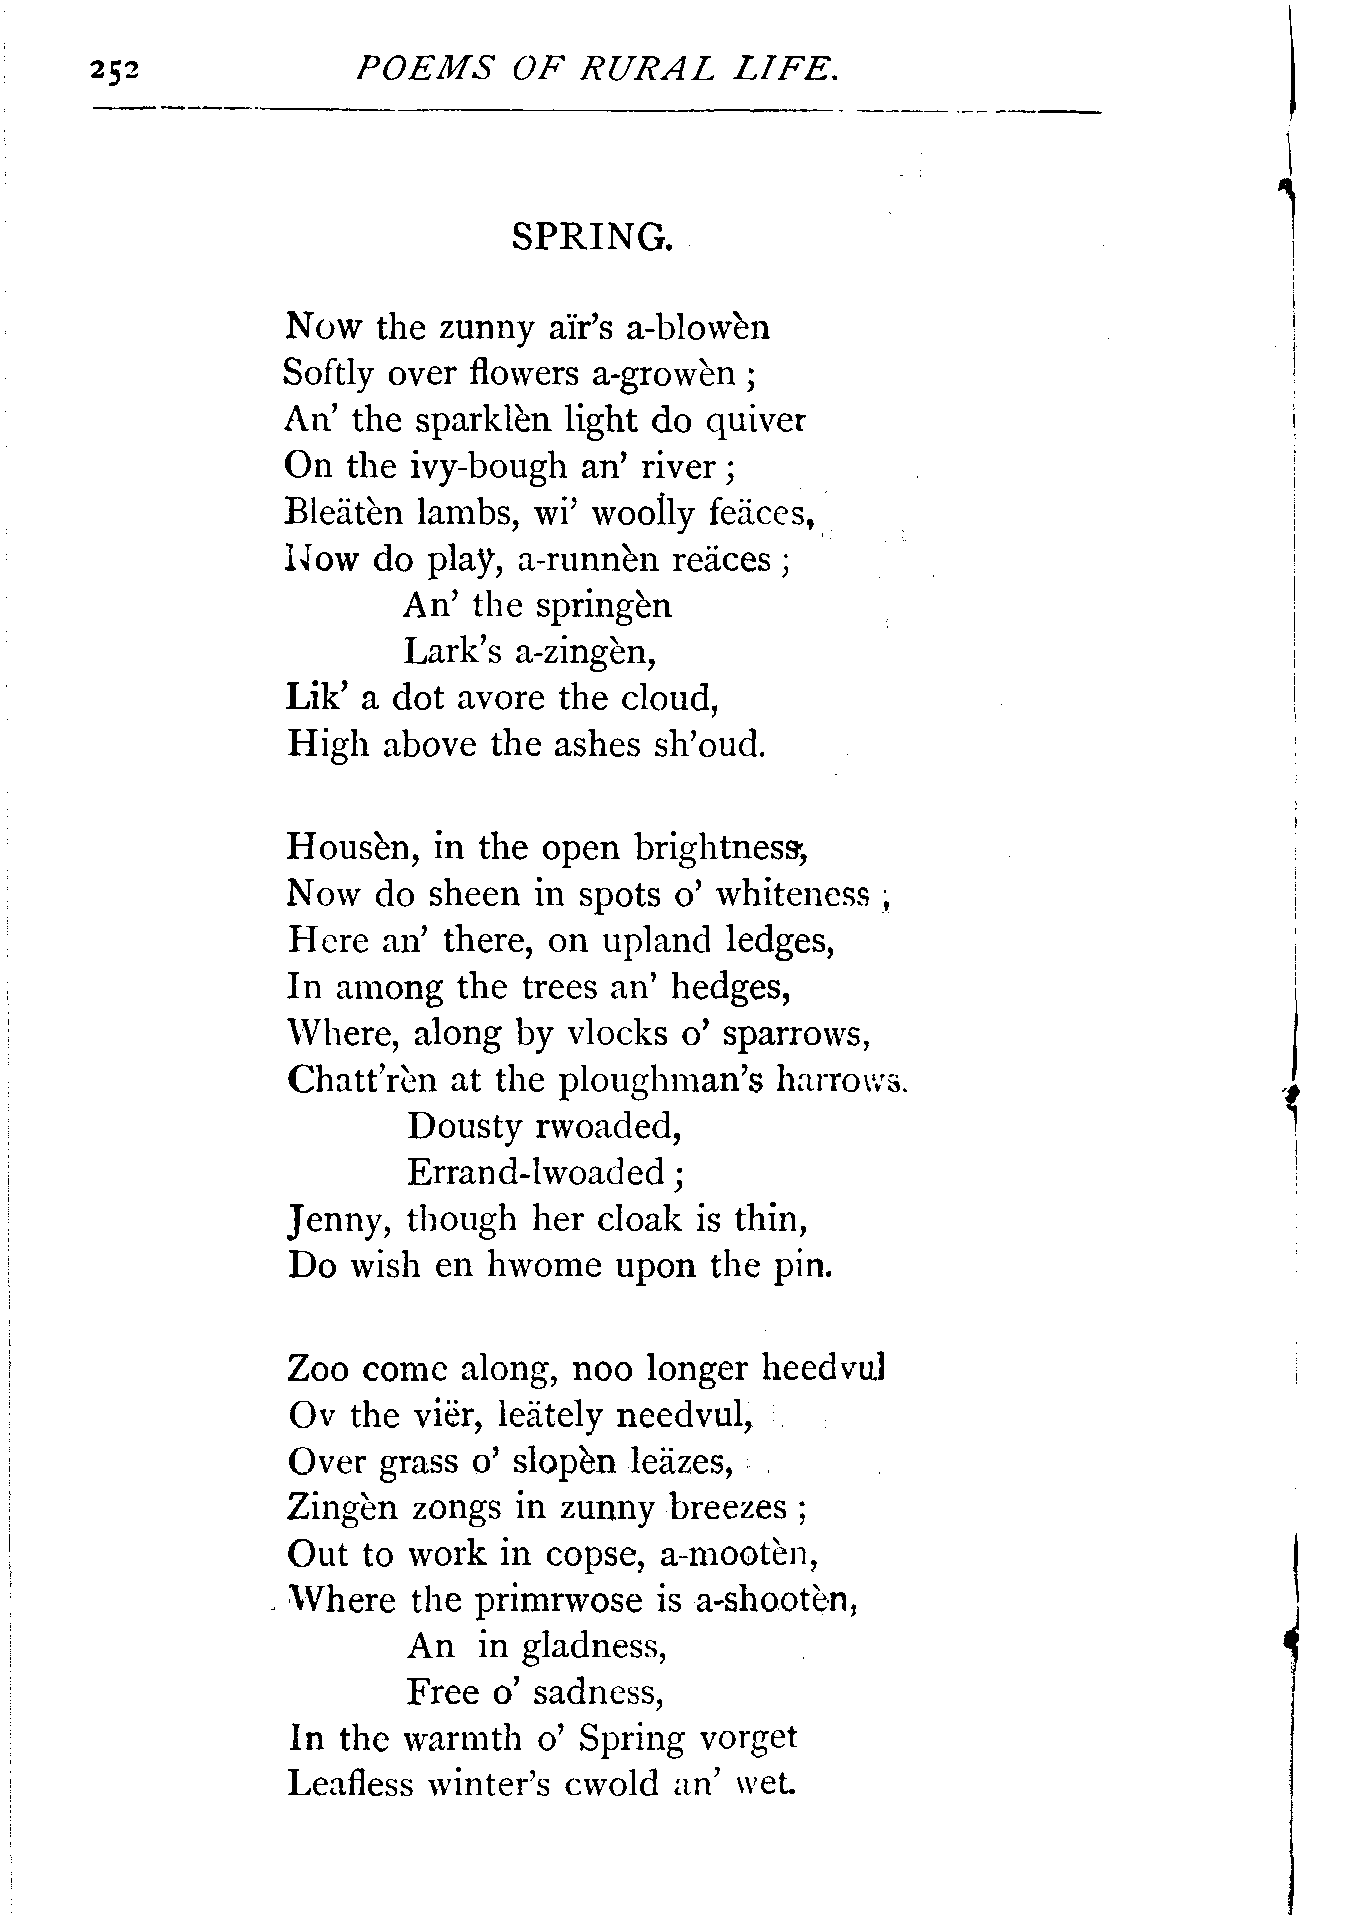 252 POEMS OF RURAL LIFE.
SPRING.
Now the zunny aïr's a-blowèn
Softly over flowers a-growèn ;
An' the sparklèn light do quiver
On the ivy-bough an' river ;
Bleätèn lambs, wi' woolly feäces,
Now do plaÿ, a-runnèn reäces ;
An' the springèn
Lark's a-zingèn,
Lik' a dot avore the cloud,
High above the ashes sh'oud.
Housèn, in the open brightness,
Now do sheen in spots o' whiteness ;
Here an' there, on upland ledges,
In among the trees an' hedges,
Where, along by vlocks o' sparrows,
Chatt'rèn at the ploughman's harrows.
Dousty rwoaded,
Errand-lwoaded ;
Jenny, though her cloak is thin,
Do wish en hwome upon the pin.
Zoo come along, noo longer heedvul
Ov the viër, leätely needvul,
Over grass o' slopèn leäzes,
Zingèn zongs in zunny breezes ;
Out to work in copse, a-mootèn,
Where the primrwose is a-shootèn,
An in gladness,
Free o' sadness,
In the warmth o' Spring vorget
Leafless winter's cwold an' wet.